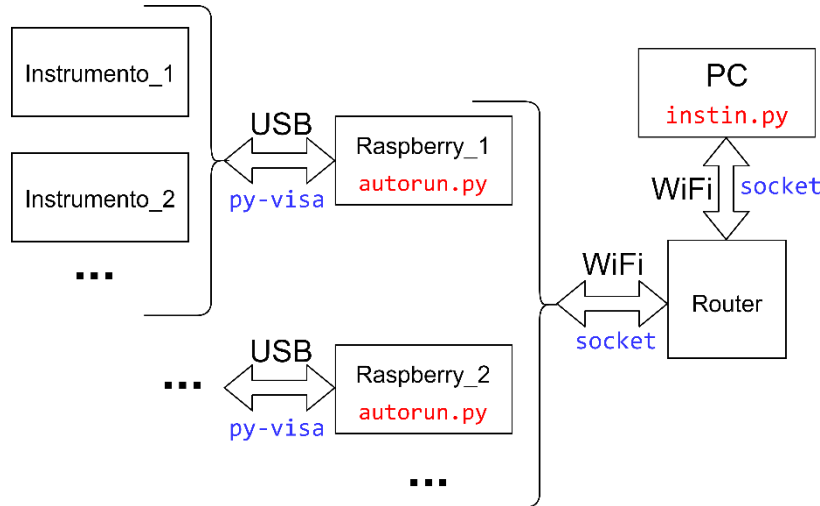 Instrumento_1
Instrumento_2
...
USB
py-visa
Raspberry_1
autorun.py
...
USB
py-visa
Raspberry_2
autorun.py
...
WiFi
socket
Router
WiFi
socket
PC
instin.py